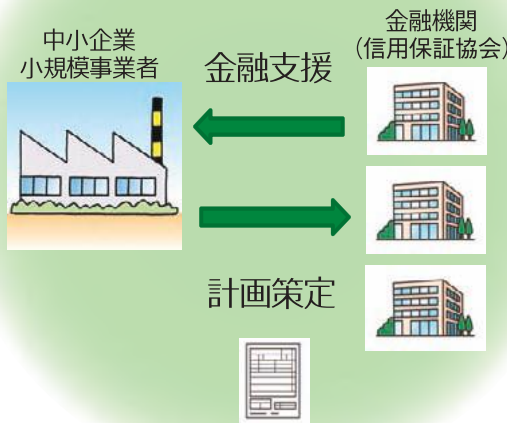 中小企業
小規模事業者
金融支援
金融機関
（信用保証協会）
計画策定